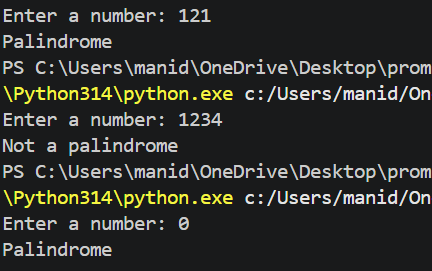 Enter a number: 121
Palindrome
PS C:\Users\manid\OneDrive\Desktop\prom
\Python314\python.exe c:/Users/manid/On
Enter a number: 1234
Not a palindrome
PS C:\Users\manid\OneDrive\Desktop\prom
\Python314\python.exe c:/Users/manid/On
Enter a number: 0
Palindrome